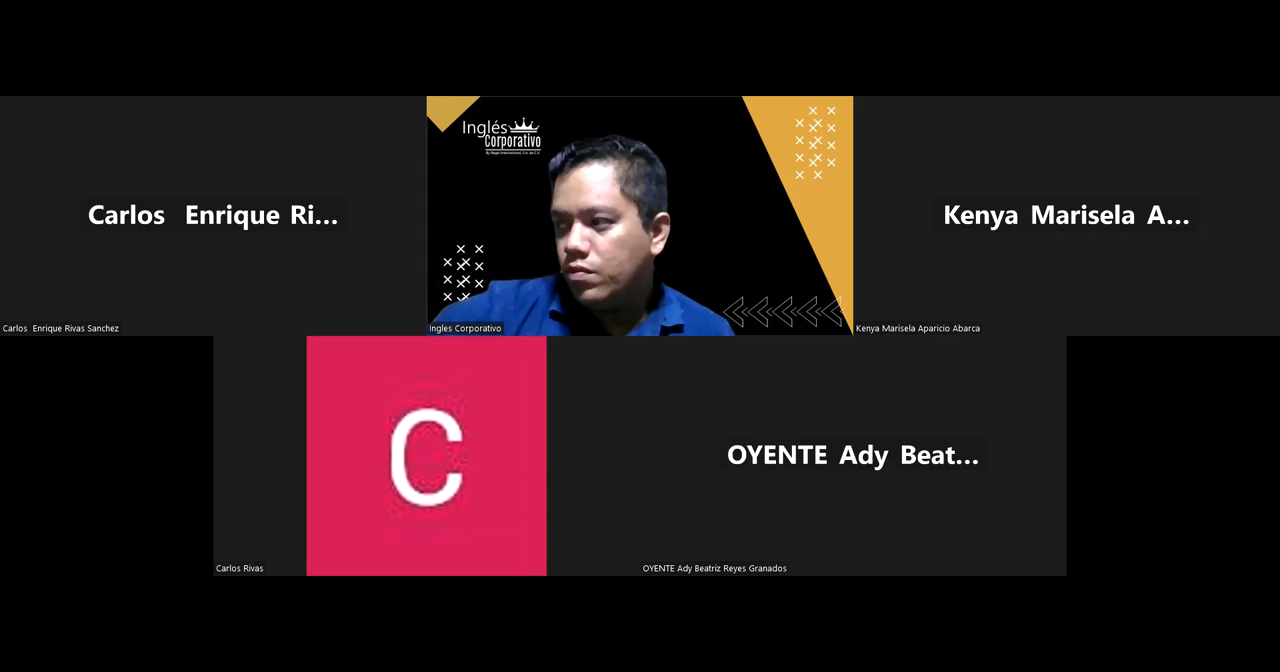 Carlos Enrique Ri...
Carlos Enrique Rivas Sanchez
Inglés
Corporativo
Ingles Corporativo
Kenya Marisela A...
Kenya Marisela Aparicio Abarca
C
Carlos Rivas
OYENTE Ady Beat...
OYENTE Ady Beatriz Reyes Granados